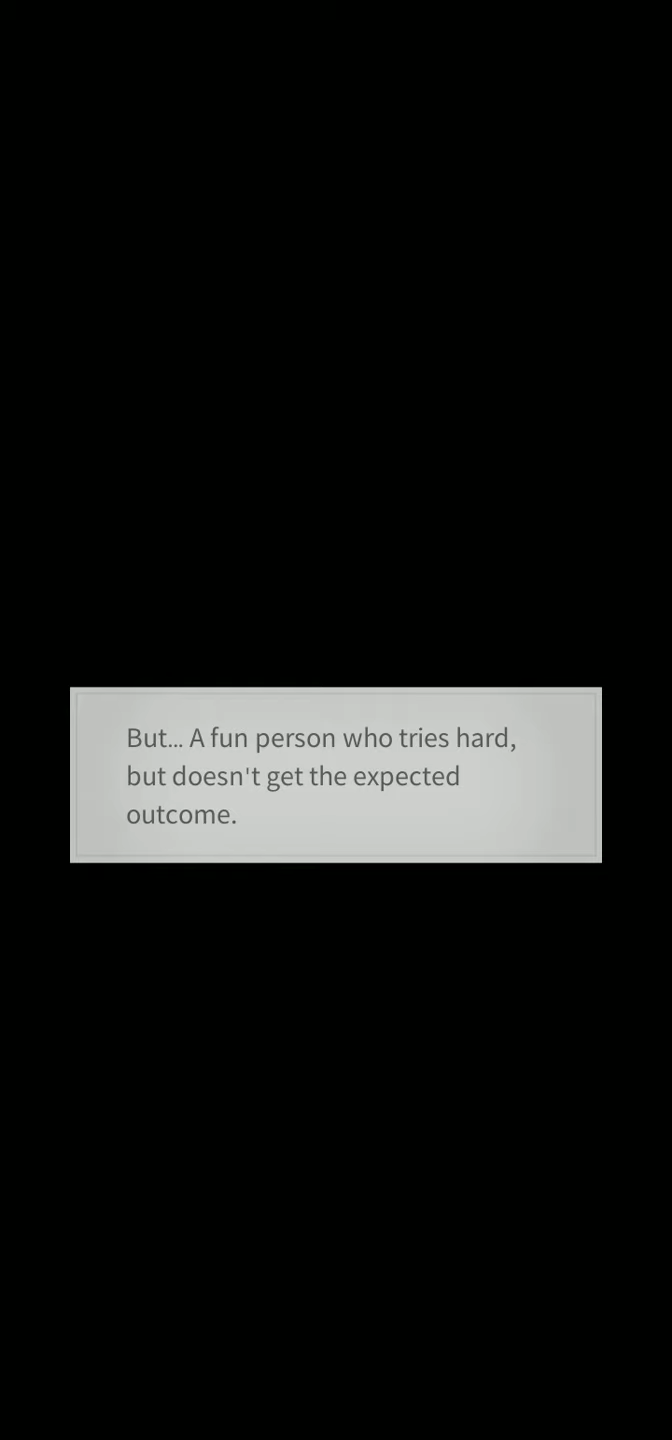 But... A fun person who tries hard,
but doesn't get the expected
outcome.